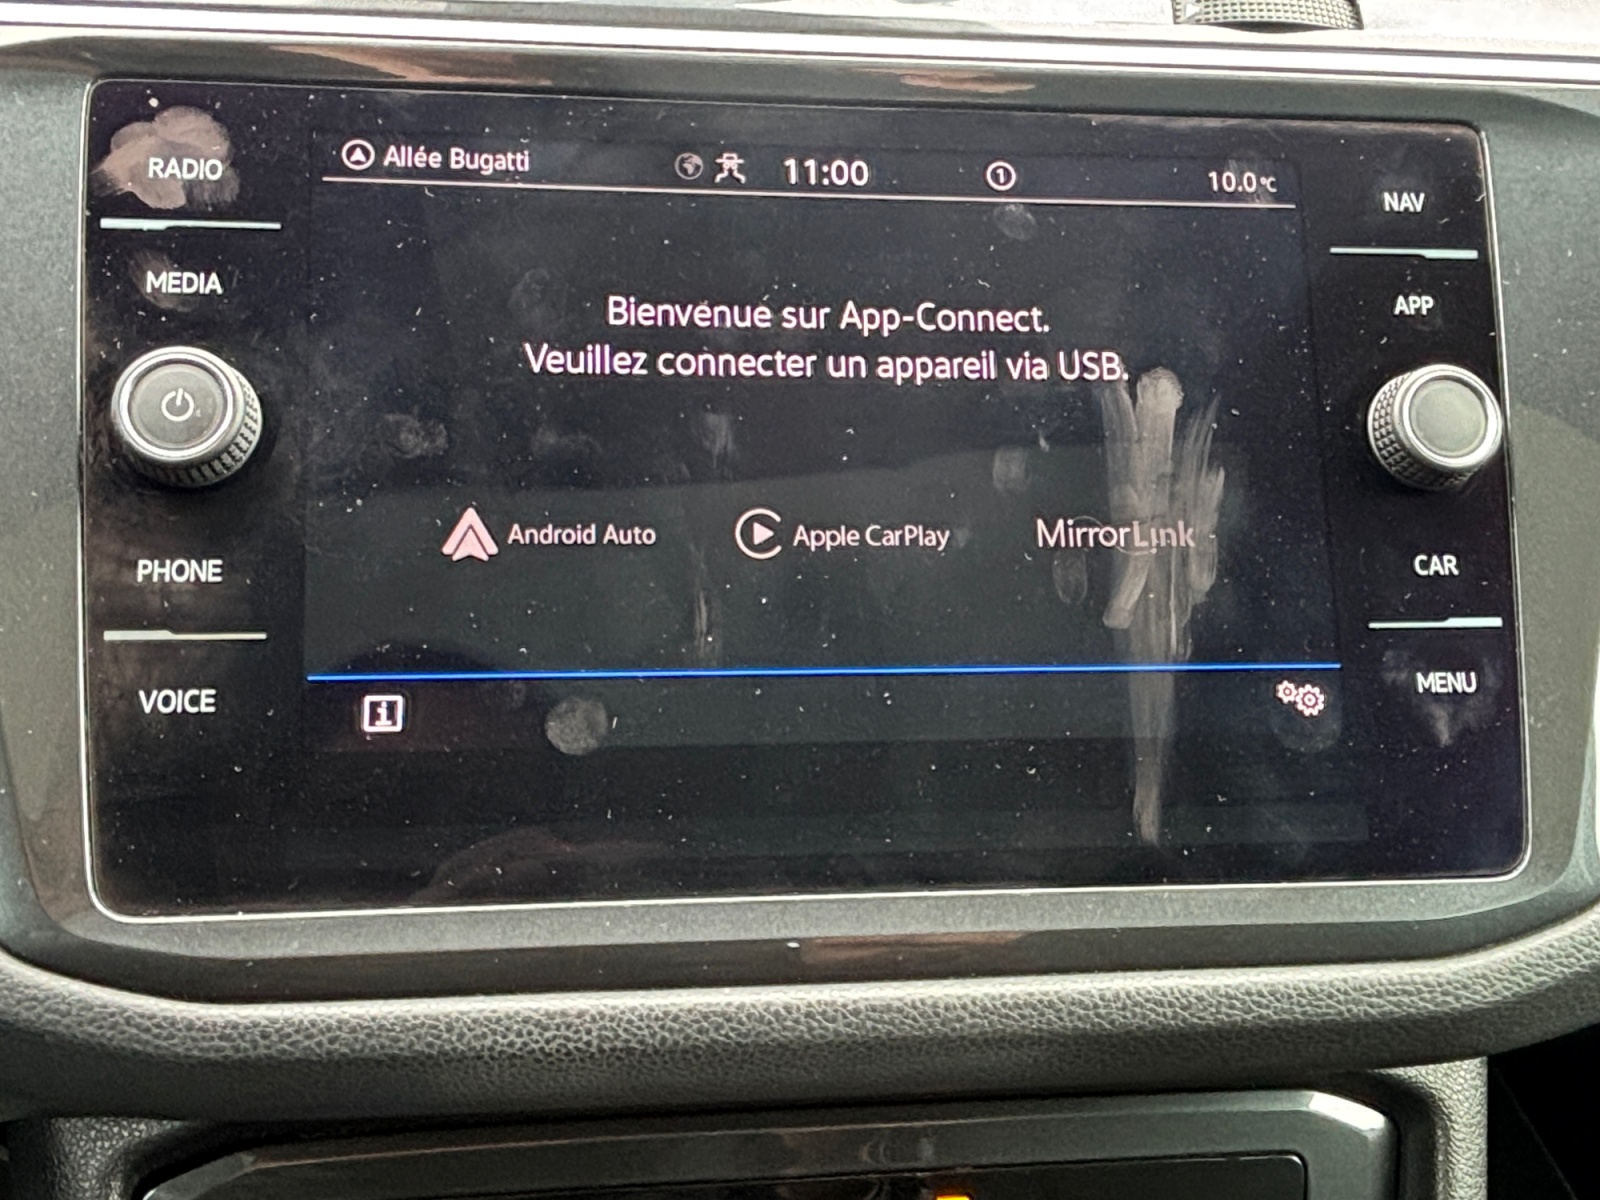 RADIO
MEDIA
PHONE
VOICE
Allée Bugatti
11:00
1
10.0°C
Bienvenue sur App-Connect.
Veuillez connecter un appareil via USB.
Android Auto
Apple CarPlay
MirrorLink
i
NAV
APP
CAR
MENU